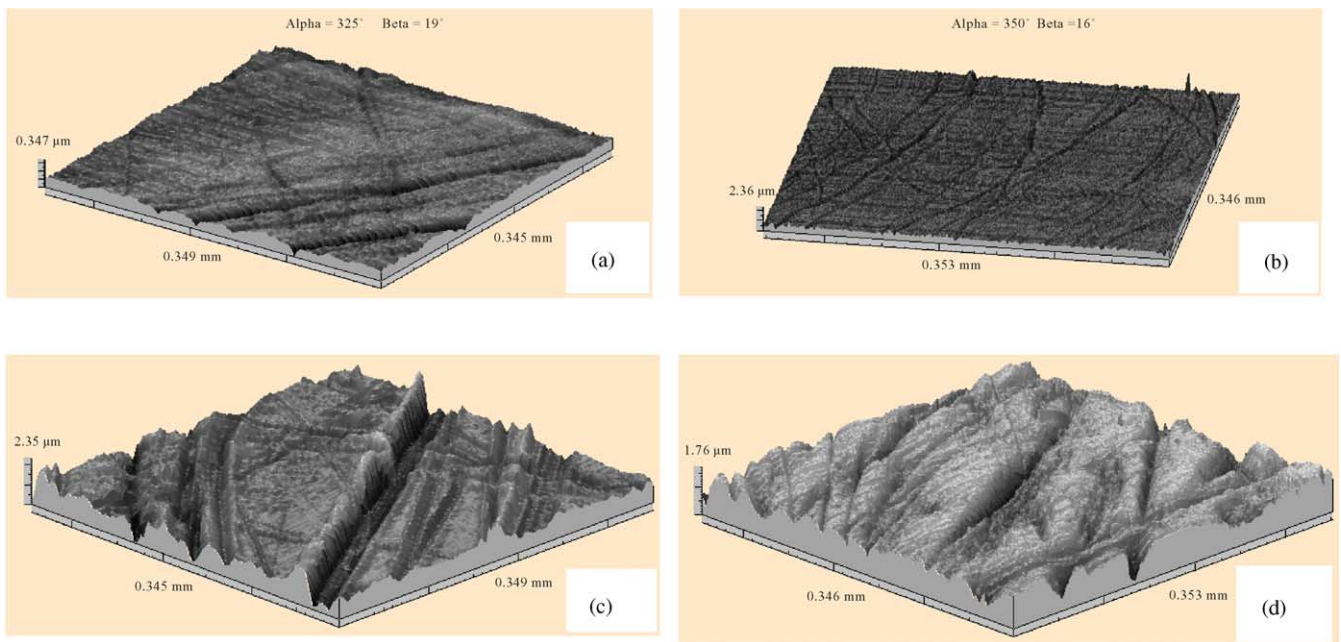 Alpha = 325˚ Beta = 19˚
0.347 µm
0.349 mm
0.345 mm
(a)
Alpha = 350˚ Beta =16˚
2.36 µm
0.353 mm
0.346 mm
(b)
2.35 µm
0.345 mm
0.349 mm
(c)
1.76 µm
0.346 mm
0.353 mm
(d)